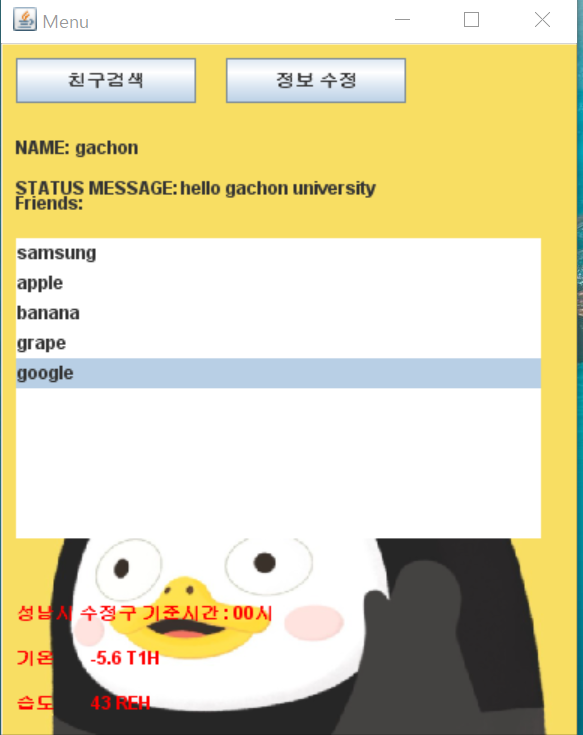 Menu
친구검색 정보 수정
NAME: gachon
STATUS MESSAGE: hello gachon university
Friends:
samsung
apple
banana
grape
google
성남시 수정구 기준시간 : 00시
기온 -5.6 T1H
습도 43 REH